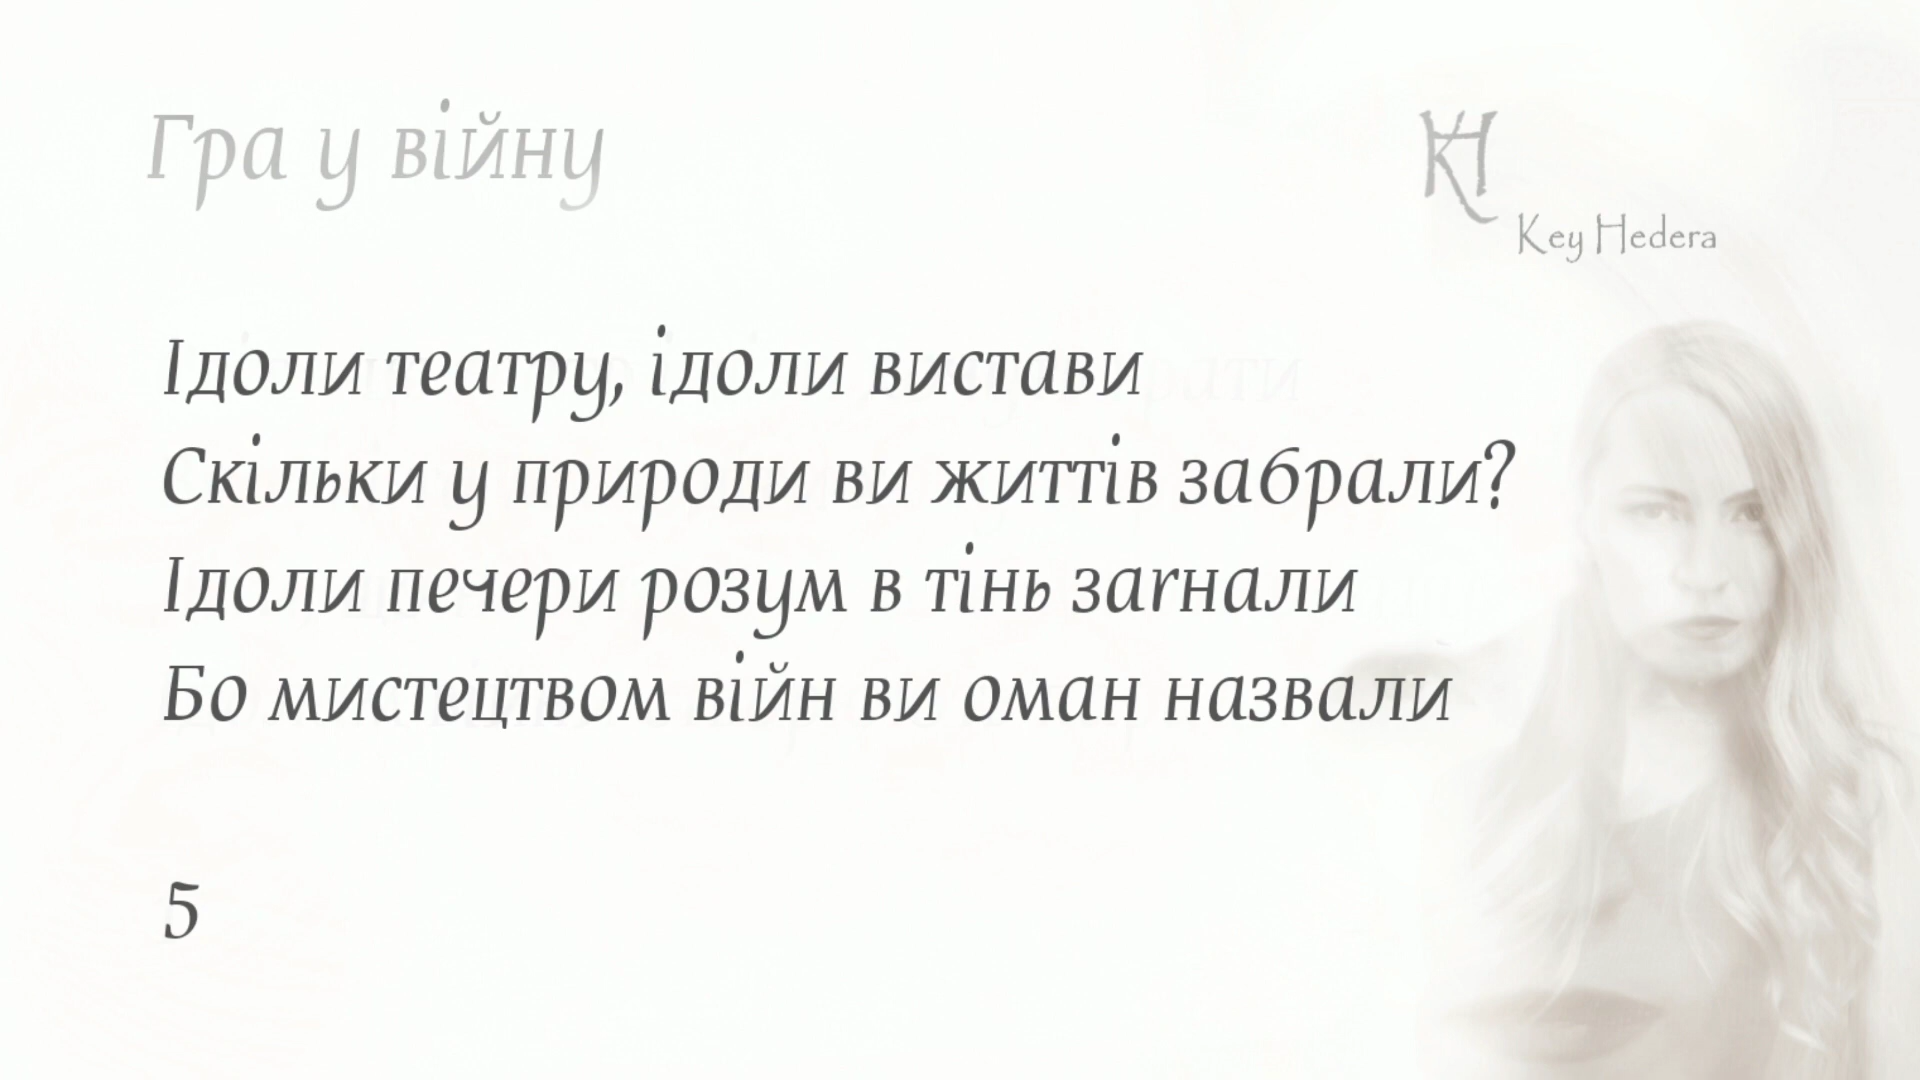 Гра у війну
KH
Key Hedera
Ідоли театру, ідоли вистави
Скільки у природи ви життів забрали?
Ідоли печери розум в тінь загнали
Бо мистецтвом війн ви оман назвали
5